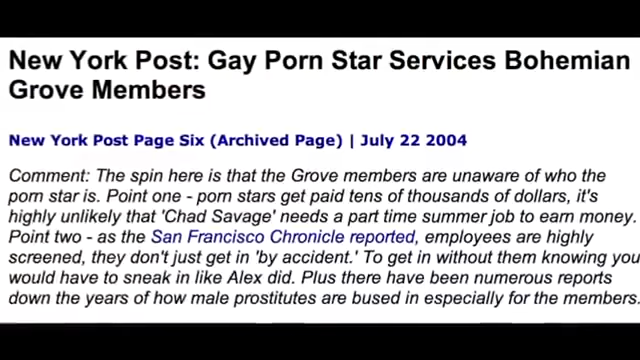 New York Post: Gay Porn Star Services Bohemian
Grove Members
New York Post Page Six (Archived Page) | July 22 2004
Comment: The spin here is that the Grove members are unaware of who the
porn star is. Point one - porn stars get paid tens of thousands of dollars, it's
highly unlikely that 'Chad Savage' needs a part time summer job to earn money.
Point two - as the San Francisco Chronicle reported, employees are highly
screened, they don't just get in 'by accident.' To get in without them knowing you
would have to sneak in like Alex did. Plus there have been numerous reports
down the years of how male prostitutes are bused in especially for the members.